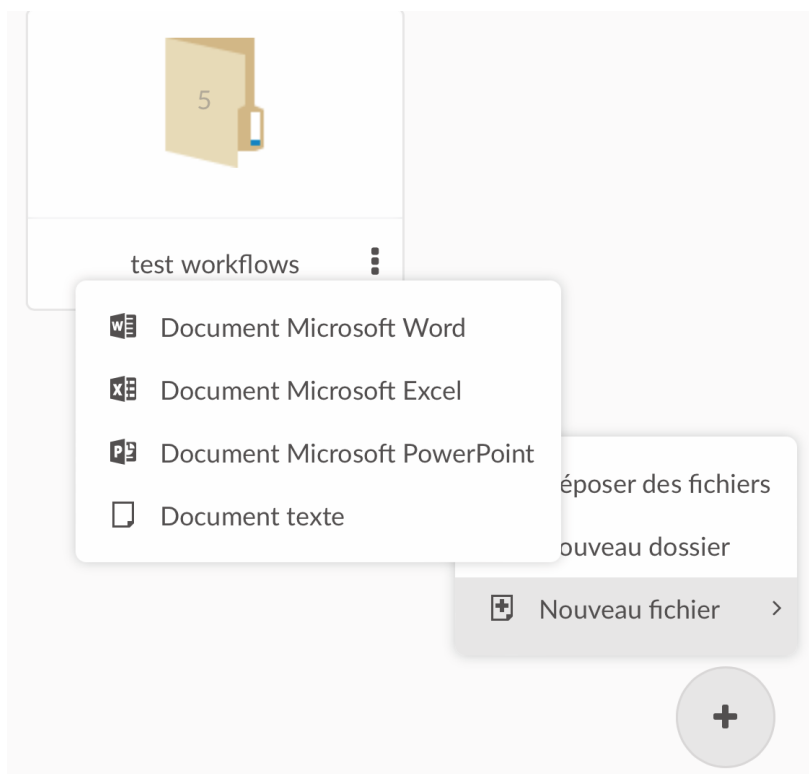 5
test workflows
Document Microsoft Word
Document Microsoft Excel
Document Microsoft PowerPoint
Document texte
époser des fichiers
ouveau dossier
Nouveau fichier